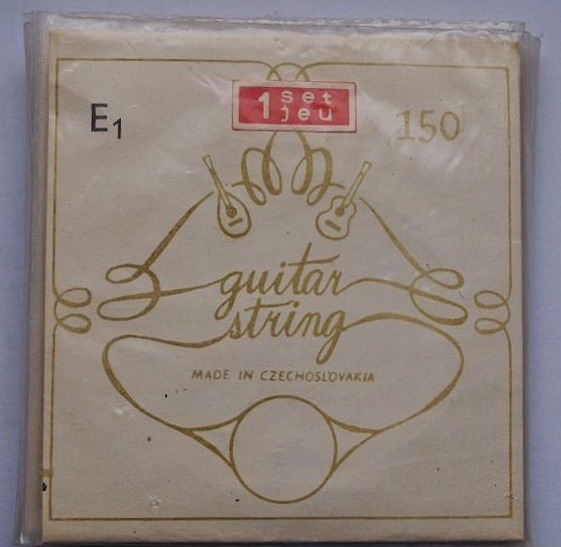 E1
1 set
jeu
150
guitar
string
MADE IN CZECHOSLOVAKIA